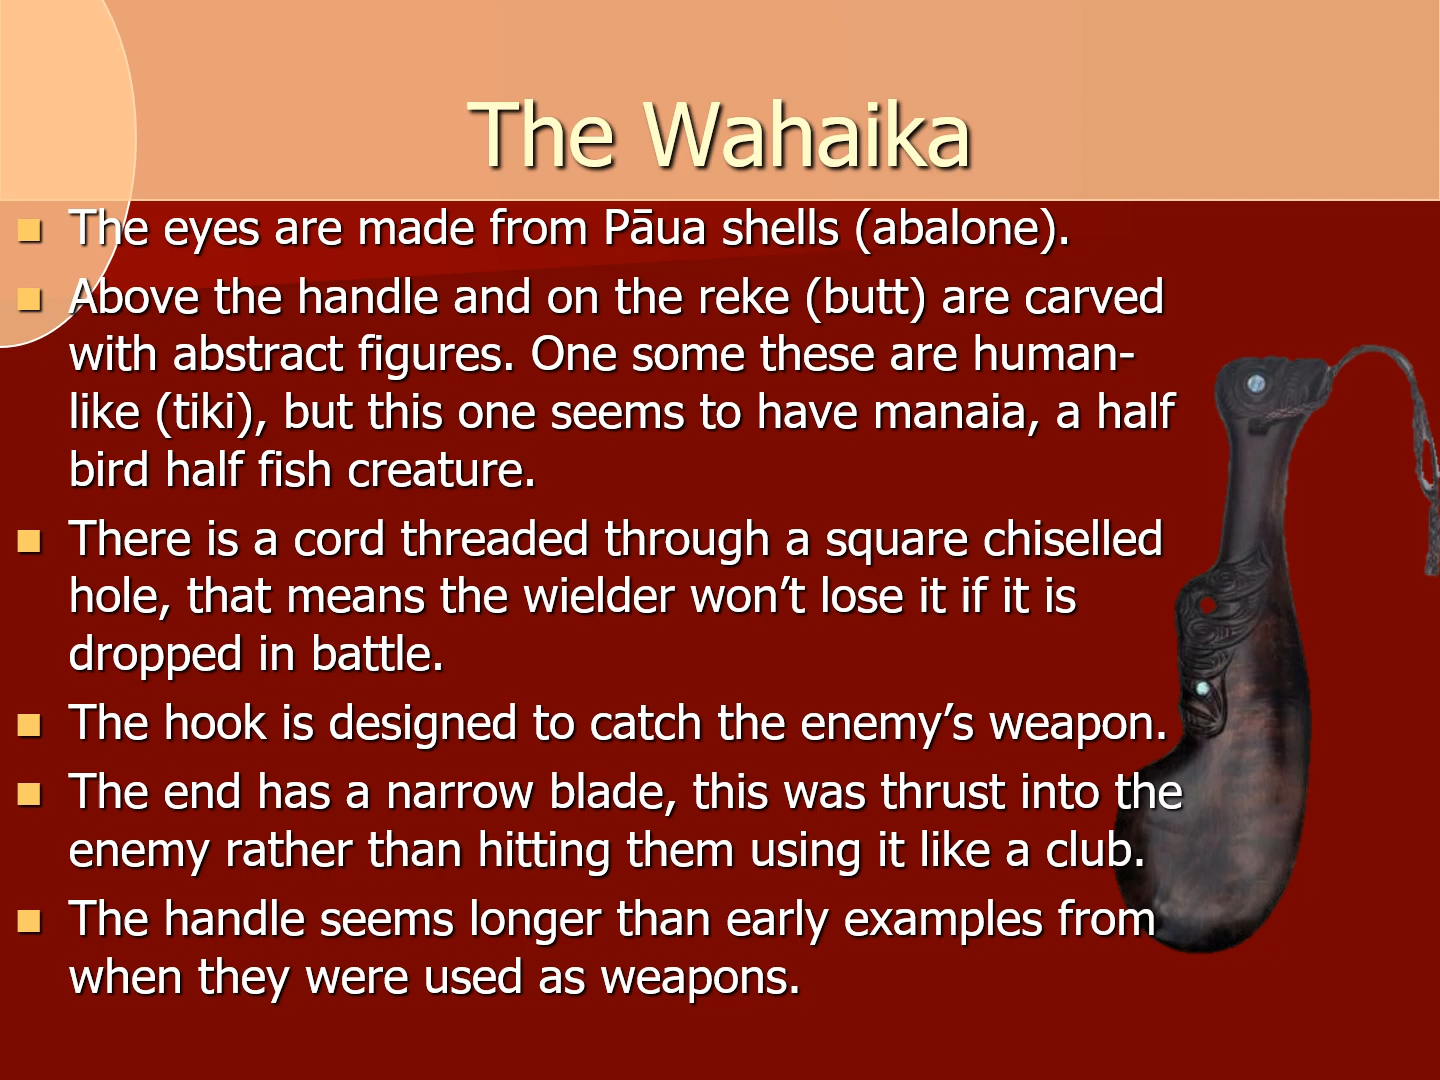 The Wahaika
The eyes are made from Pāua shells (abalone).
Above the handle and on the reke (butt) are carved
with abstract figures. One some these are human-
like (tiki), but this one seems to have manaia, a half
bird half fish creature.
There is a cord threaded through a square chiselled
hole, that means the wielder won’t lose it if it is
dropped in battle.
The hook is designed to catch the enemy’s weapon.
The end has a narrow blade, this was thrust into the
enemy rather than hitting them using it like a club.
The handle seems longer than early examples from
when they were used as weapons.